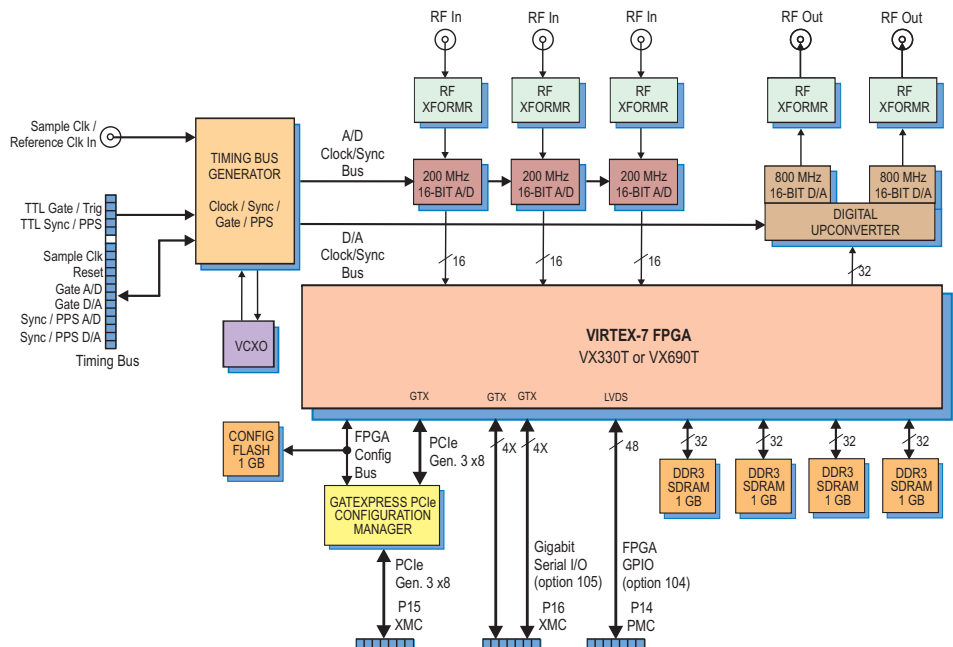 RF In
RF In
RF In
RF Out
RF Out
RF
XFORMR
RF
XFORMR
RF
XFORMR
RF
XFORMR
RF
XFORMR
Sample Clk /
Reference Clk In
TIMING BUS
GENERATOR
Clock / Sync /
Gate / PPS
A/D
Clock/Sync
Bus
200 MHz
16-BIT A/D
200 MHz
16-BIT A/D
200 MHz
16-BIT A/D
800 MHz
16-BIT D/A
800 MHz
16-BIT D/A
DIGITAL
UPCONVERTER
TTL Gate / Trig
TTL Sync / PPS
Sample Clk
Reset
Gate A/D
Gate D/A
Sync / PPS A/D
Sync / PPS D/A
Timing Bus
D/A
Clock/Sync
Bus
16
16
16
32
VCXO
VIRTEX-7 FPGA
VX330T or VX690T
GTX
GTX
GTX
LVDS
CONFIG
FLASH
1 GB
FPGA
Config
Bus
PCIe
Gen. 3 x8
4X
4X
48
32
32
32
32
DDR3
SDRAM
1 GB
DDR3
SDRAM
1 GB
DDR3
SDRAM
1 GB
DDR3
SDRAM
1 GB
GATEXPRESS PCIe
CONFIGURATION
MANAGER
PCIe
Gen. 3 x8
Gigabit
Serial I/O
(option 105)
FPGA
GPIO
(option 104)
P15
XMC
P16
XMC
P14
PMC